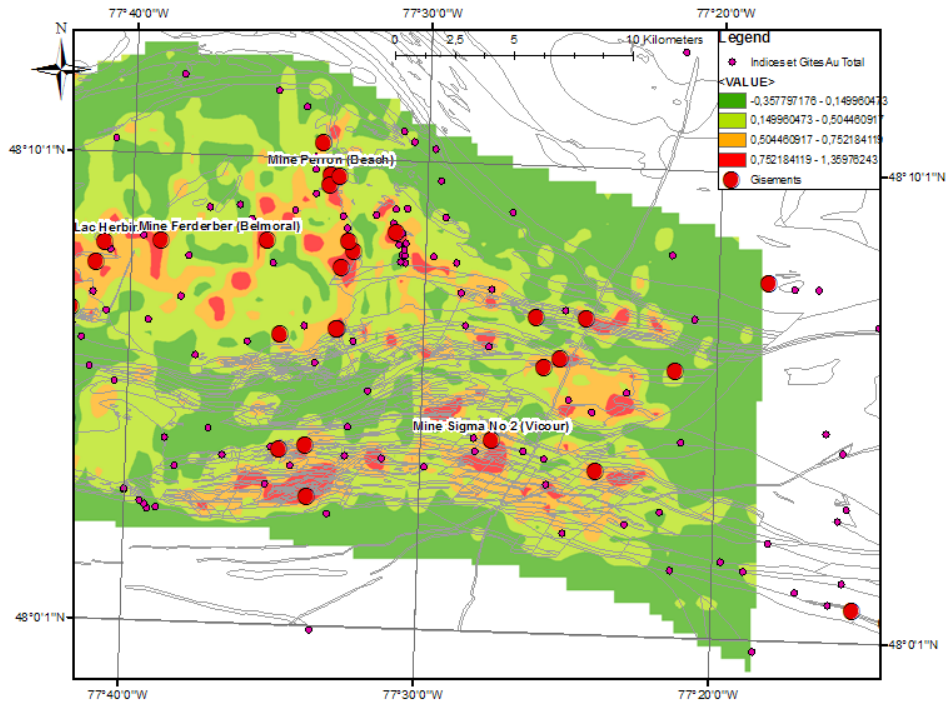 77°40'0"W
77°30'0"W
77°20'0"W
N
0
2,5
5
10 Kilometers
Legend
Indices et Gites Au Total
<VALUE>
-0,357797176 - 0,149960473
0,149960473 - 0,504460917
0,504460917 - 0,752184119
0,752184119 - 1,35976243
Gisements
48°10'1"N
48°10'1"N
Mine Perron (Beach)
Lac Herbin
Mine Ferderber (Belmoral)
Mine Sigma No 2 (Vicour)
48°0'1"N
48°0'1"N
77°40'0"W
77°30'0"W
77°20'0"W